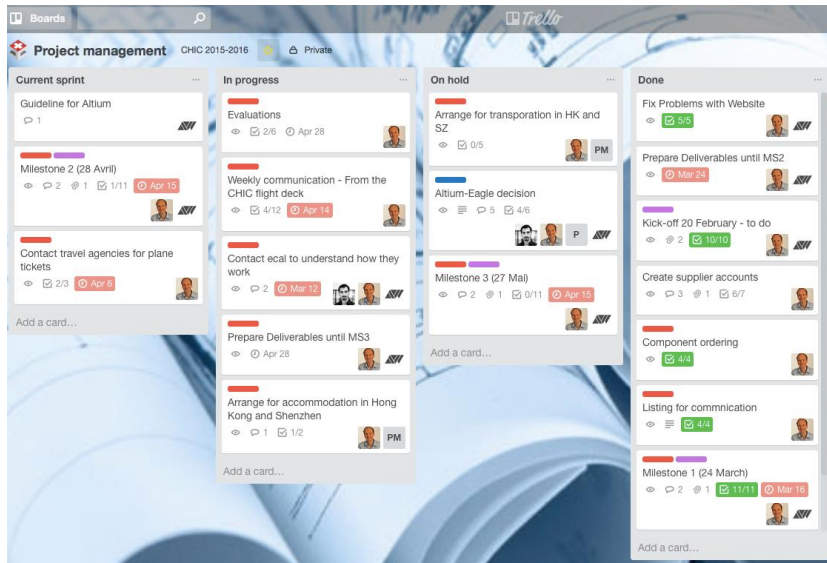 Boards
Trello
Project management CHIC 2015-2016 Private
Current sprint
Guideline for Altium
1
Milestone 2 (28 Avril)
2 1 1/11 Apr 15
Contact travel agencies for plane
tickets
2/3 Apr 6
Add a card...
In progress
Evaluations
2/6 Apr 28
Weekly communication - From the
CHIC flight deck
4/12 Apr 14
Contact ecal to understand how they
work
2 Mar 12
Prepare Deliverables until MS3
Apr 28
Arrange for accommodation in Hong
Kong and Shenzhen
1 1/2
PM
Add a card...
On hold
Arrange for transporation in HK and
SZ
0/5
PM
Altium-Eagle decision
5 4/6
P
Milestone 3 (27 Mai)
2 1 0/11 Apr 15
Add a card...
Done
Fix Problems with Website
5/5
Prepare Deliverables until MS2
Mar 24
Kick-off 20 February - to do
2 10/10
Create supplier accounts
3 1 6/7
Component ordering
4/4
Listing for commnication
4/4
Milestone 1 (24 March)
2 1 11/11 Mar 16
Add a card...